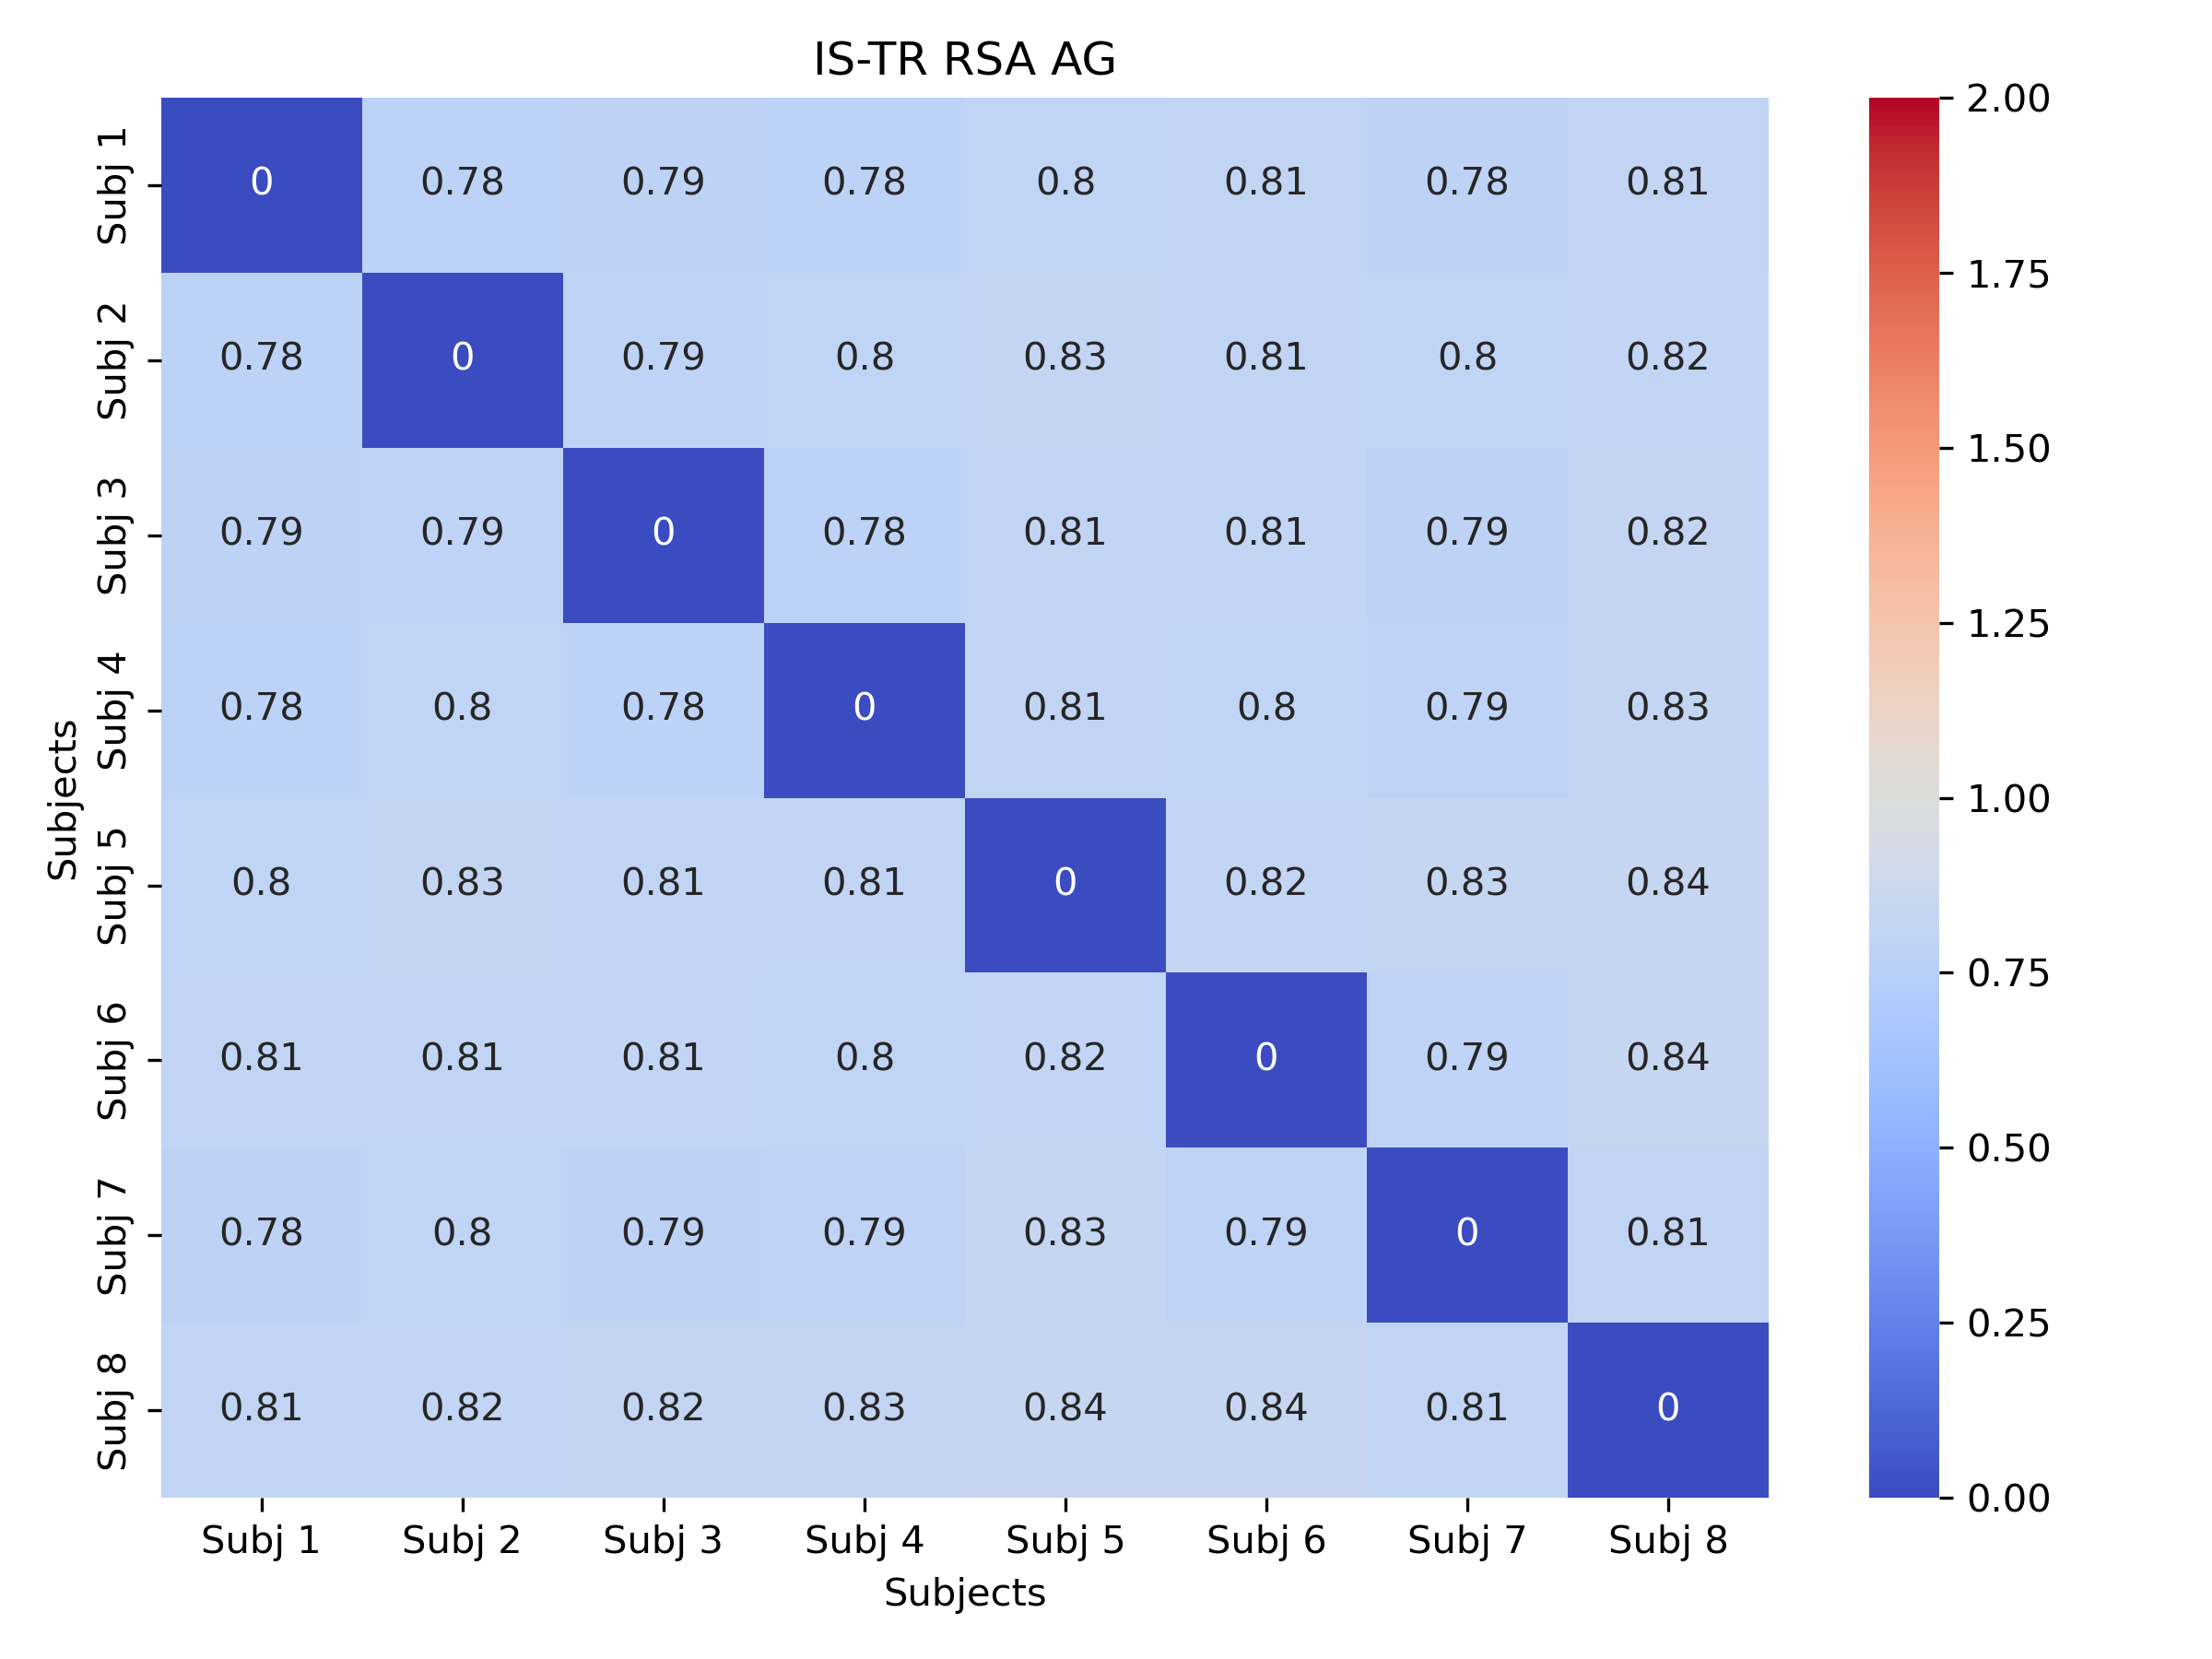 IS-TR RSA AG
Subjects
Subj 1 0 0.78 0.79 0.78 0.8 0.81 0.78 0.81
Subj 2 0.78 0 0.79 0.8 0.83 0.81 0.8 0.82
Subj 3 0.79 0.79 0 0.78 0.81 0.81 0.79 0.82
Subj 4 0.78 0.8 0.78 0 0.81 0.8 0.79 0.83
Subj 5 0.8 0.83 0.81 0.81 0 0.82 0.83 0.84
Subj 6 0.81 0.81 0.81 0.8 0.82 0 0.79 0.84
Subj 7 0.78 0.8 0.79 0.79 0.83 0.79 0 0.81
Subj 8 0.81 0.82 0.82 0.83 0.84 0.84 0.81 0
Subj 1 Subj 2 Subj 3 Subj 4 Subj 5 Subj 6 Subj 7 Subj 8
Subjects
2.00
1.75
1.50
1.25
1.00
0.75
0.50
0.25
0.00